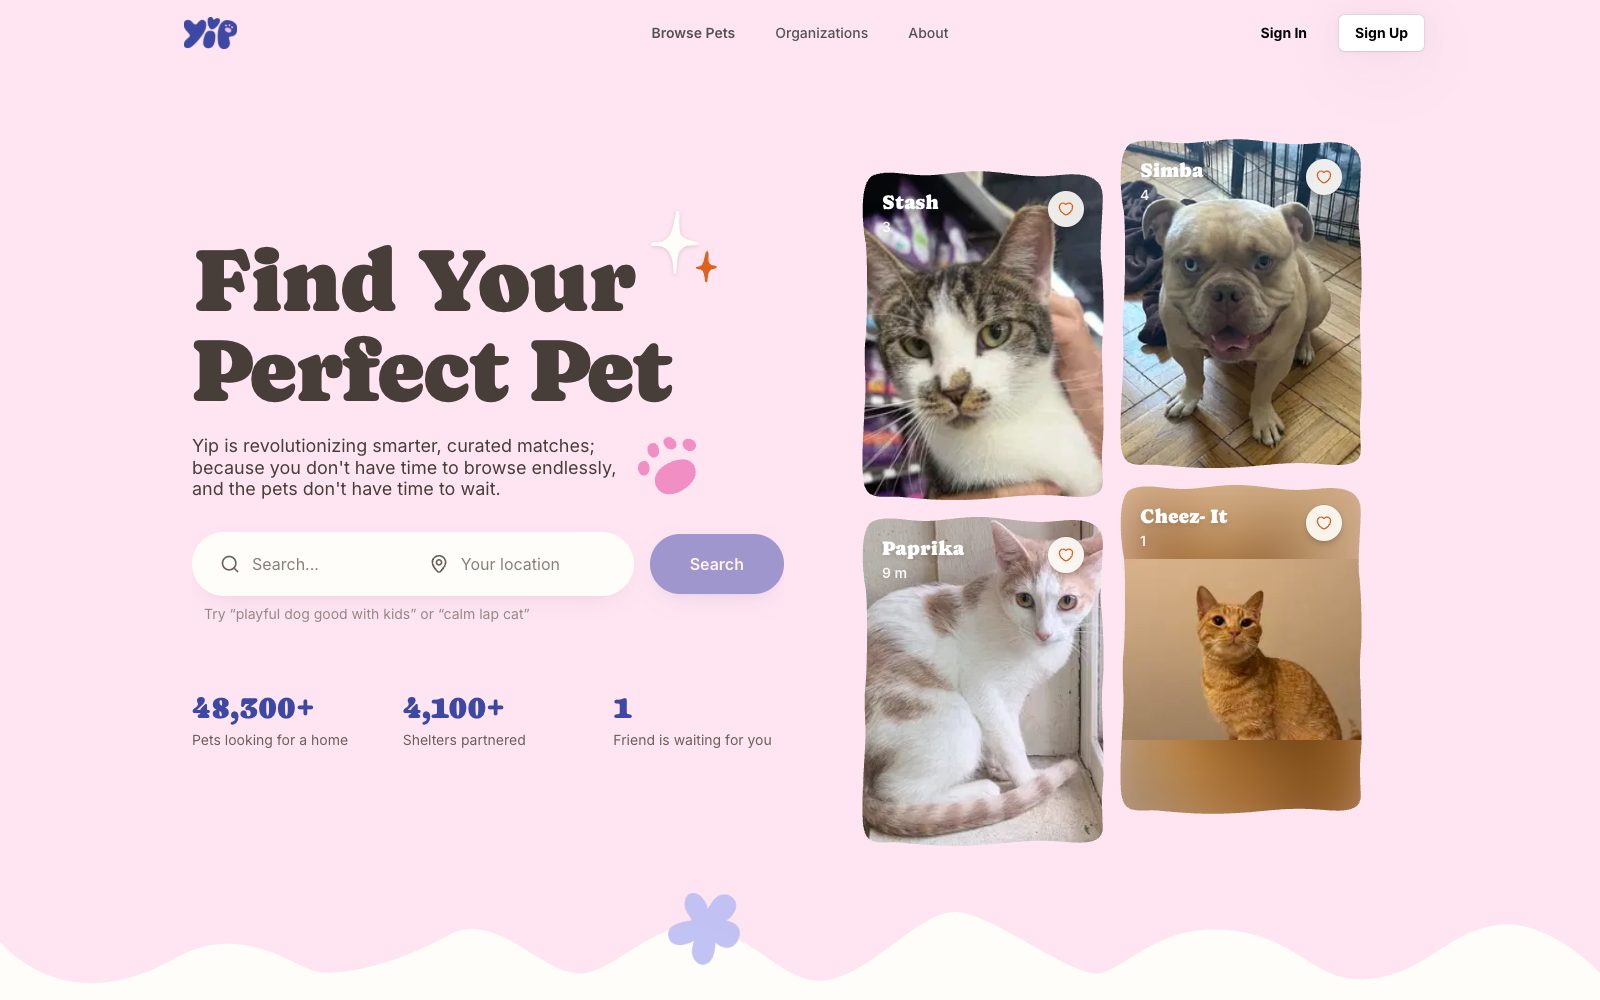 yip
Browse Pets
Organizations
About
Sign In
Sign Up
Find Your
Perfect Pet
Yip is revolutionizing smarter, curated matches;
because you don't have time to browse endlessly,
and the pets don't have time to wait.
Search...
Your location
Search
Try “playful dog good with kids” or “calm lap cat”
48,300+
Pets looking for a home
4,100+
Shelters partnered
1
Friend is waiting for you
Stash
3
Simba
4
Paprika
9 m
Cheez- It
1